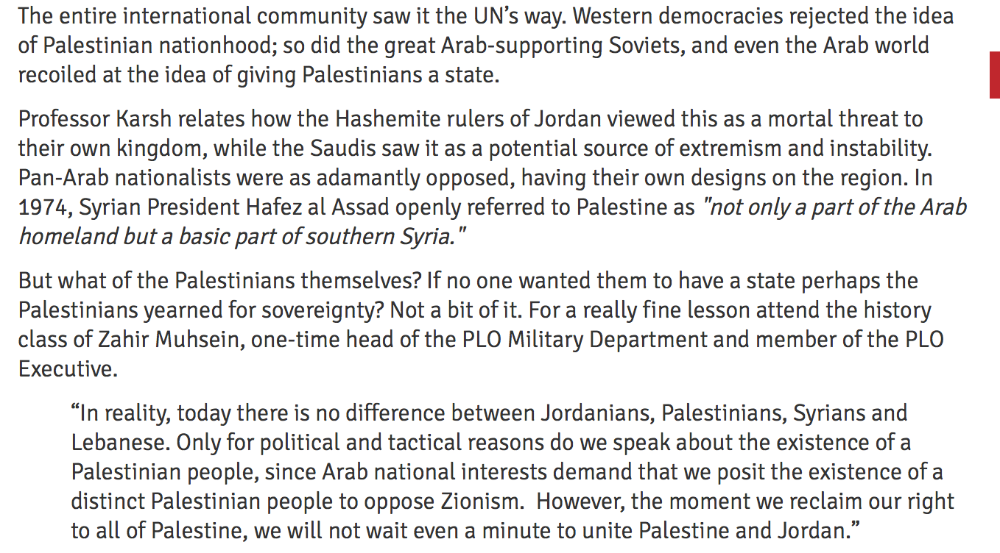 The entire international community saw it the UN’s way. Western democracies rejected the idea
of Palestinian nationhood; so did the great Arab-supporting Soviets, and even the Arab world
recoiled at the idea of giving Palestinians a state.
Professor Karsh relates how the Hashemite rulers of Jordan viewed this as a mortal threat to
their own kingdom, while the Saudis saw it as a potential source of extremism and instability.
Pan-Arab nationalists were as adamantly opposed, having their own designs on the region. In
1974, Syrian President Hafez al Assad openly referred to Palestine as "not only a part of the Arab
homeland but a basic part of southern Syria."
But what of the Palestinians themselves? If no one wanted them to have a state perhaps the
Palestinians yearned for sovereignty? Not a bit of it. For a really fine lesson attend the history
class of Zahir Muhsein, one-time head of the PLO Military Department and member of the PLO
Executive.
“In reality, today there is no difference between Jordanians, Palestinians, Syrians and
Lebanese. Only for political and tactical reasons do we speak about the existence of a
Palestinian people, since Arab national interests demand that we posit the existence of a
distinct Palestinian people to oppose Zionism.  However, the moment we reclaim our right
to all of Palestine, we will not wait even a minute to unite Palestine and Jordan.”